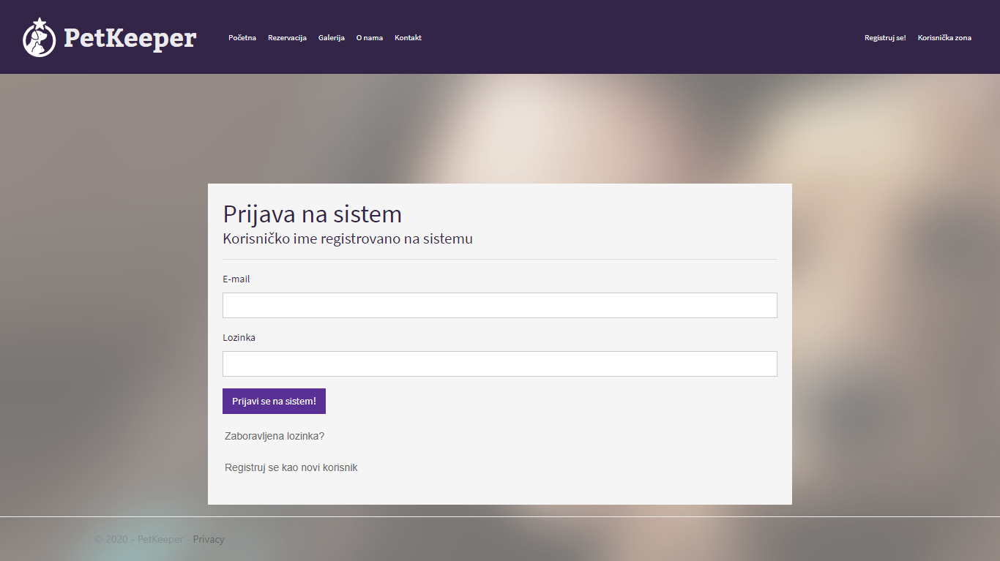 PetKeeper
Početna Rezervacija Galerija O nama Kontakt
Registruj se! Korisnička zona
Prijava na sistem
Korisničko ime registrovano na sistemu
E-mail
Lozinka
Prijavi se na sistem!
Zaboravljena lozinka?
Registruj se kao novi korisnik
© 2020 - PetKeeper - Privacy